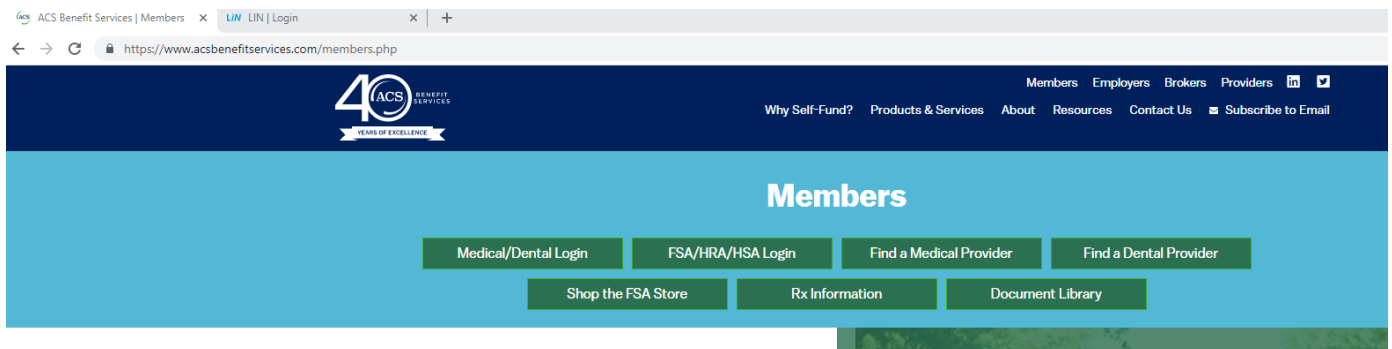 ACS Benefit Services | Members
LIN LIN | Login
https://www.acsbenefitservices.com/members.php
40 ACS BENEFIT SERVICES
YEARS OF EXCELLENCE
Members Employers Brokers Providers in
Why Self-Fund? Products & Services About Resources Contact Us Subscribe to Email
Members
Medical/Dental Login FSA/HRA/HSA Login Find a Medical Provider Find a Dental Provider
Shop the FSA Store Rx Information Document Library